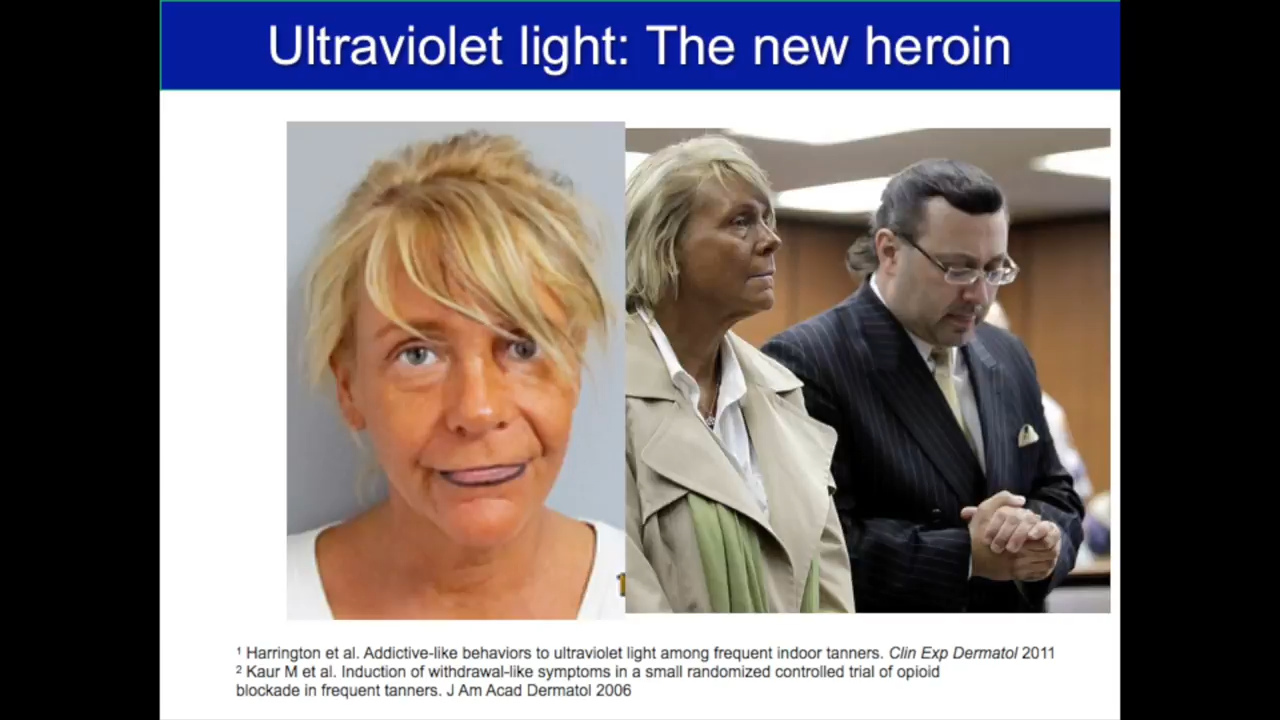 Ultraviolet light: The new heroin
¹ Harrington et al. Addictive-like behaviors to ultraviolet light among frequent indoor tanners. Clin Exp Dermatol 2011
² Kaur M et al. Induction of withdrawal-like symptoms in a small randomized controlled trial of opioid
blockade in frequent tanners. J Am Acad Dermatol 2006